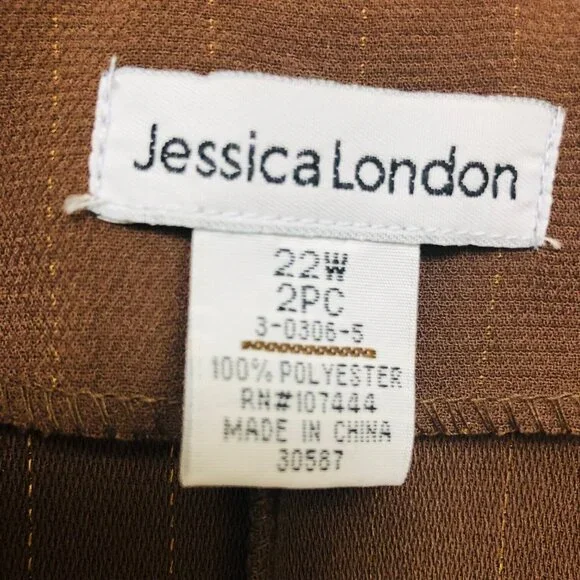 Jessica London
22W
2PC
3-0306-5
100% POLYESTER
RN#107444
MADE IN CHINA
30587